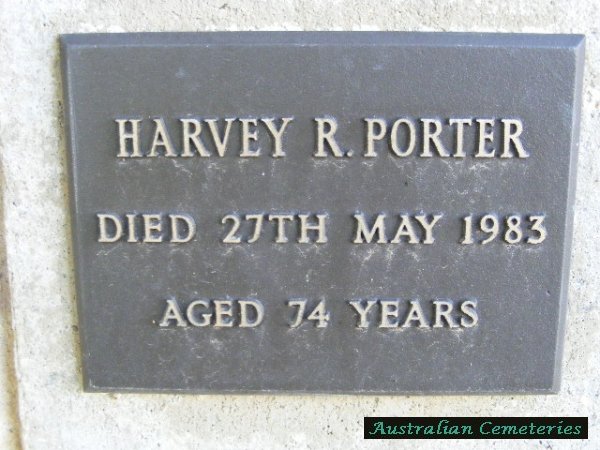 HARVEY R. PORTER
DIED 27TH MAY 1983
AGED 74 YEARS
Australian Cemeteries